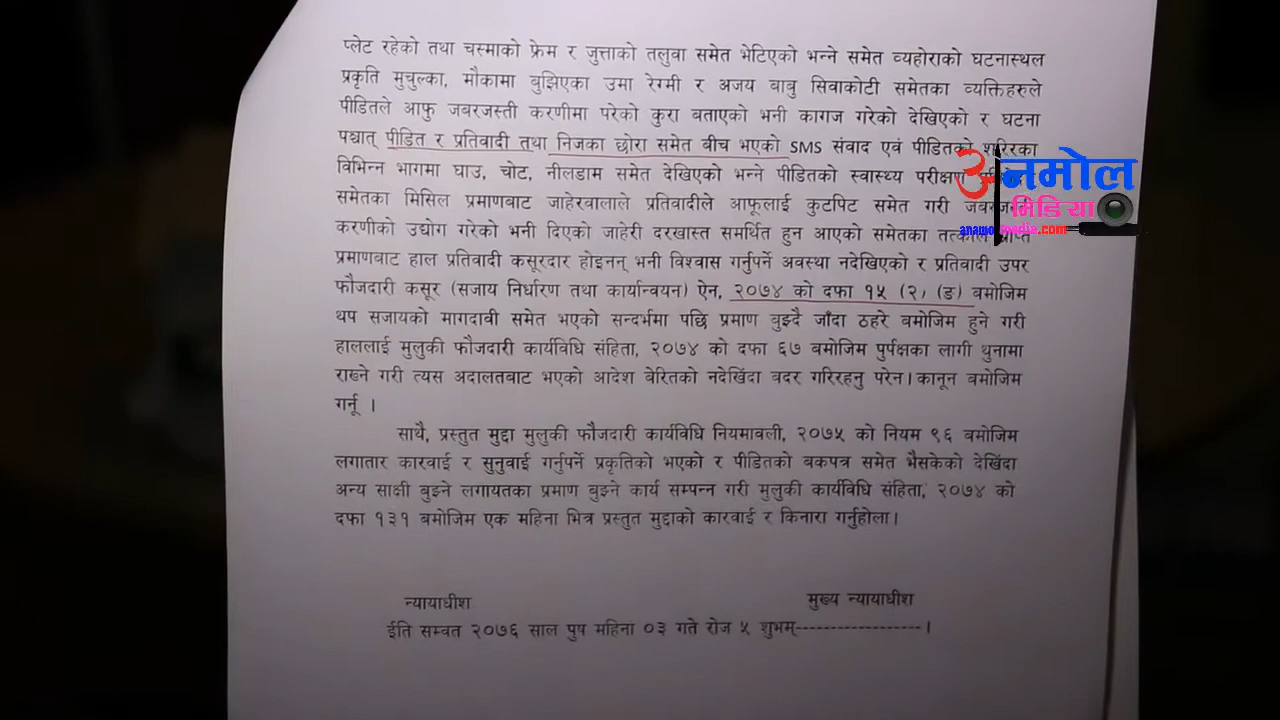 प्लेट रहेको तथा चस्माको फ्रेम र जुत्ताको तलुवा समेत भेटिएको भन्ने समेत व्यहोराको घटनास्थल
प्रकृति मुचुल्का, मौकामा बुझिएका उमा रेग्मी र अजय बाबु सिवाकोटी समेतका व्यक्तिहरुले
पीडितले आफु जबरजस्ती करणीमा परेको कुरा बताएको भनी कागज गरेको देखिएको र घटना
पश्चात् पीडित र प्रतिवादी तथा निजका छोरा समेत बीच भएको SMS संवाद एवं पीडितको शरिरका
विभिन्न भागमा घाउ, चोट, नीलडाम समेत देखिएको भन्ने पीडितको स्वास्थ्य परीक्षण
समेतका मिसिल प्रमाणबाट जाहेरवालाले प्रतिवादीले आफूलाई कुटपिट समेत गरी
करणीको उद्योग गरेको भनी दिएको जाहेरी दरखास्त समर्थित हुन आएको समेतका तत्काल प्राप्त
प्रमाणबाट हाल प्रतिवादी कसूरदार होइनन् भनी विश्वास गर्नुपर्ने अवस्था नदेखिएको र प्रतिवादी उपर
फौजदारी कसूर (सजाय निर्धारण तथा कार्यान्वयन) ऐन, २०७४ को दफा १५ (२) (ङ) बमोजिम
थप सजायको मागदावी समेत भएको सन्दर्भमा पछि प्रमाण बुझ्दै जाँदा ठहरे बमोजिम हुने गरी
हाललाई मुलुकी फौजदारी कार्यविधि संहिता, २०७४ को दफा ६७ बमोजिम पुर्पक्षका लागी थुनामा
राख्ने गरी त्यस अदालतबाट भएको आदेश बेरितको नदेखिंदा बदर गरिरहनु परेन। कानून बमोजिम
गर्नू ।
साथै, प्रस्तुत मुद्दा मुलुकी फौजदारी कार्यविधि नियमावली, २०७५ को नियम ९६ बमोजिम
लगातार कारवाई र सुनुवाई गर्नुपर्ने प्रकृतिको भएको र पीडितको बकपत्र समेत भैसकेको देखिंदा
अन्य साक्षी बुझ्ने लगायतका प्रमाण बुझ्ने कार्य सम्पन्न गरी मुलुकी कार्यविधि संहिता, २०७४ को
दफा १३१ बमोजिम एक महिना भित्र प्रस्तुत मुद्दाको कारवाई र किनारा गर्नुहोला।
न्यायाधीश मुख्य न्यायाधीश
ईति सम्वत २०७६ साल पुष महिना ०३ गते रोज ५ शुभम्-------------------।
अनमोल
मिडिया